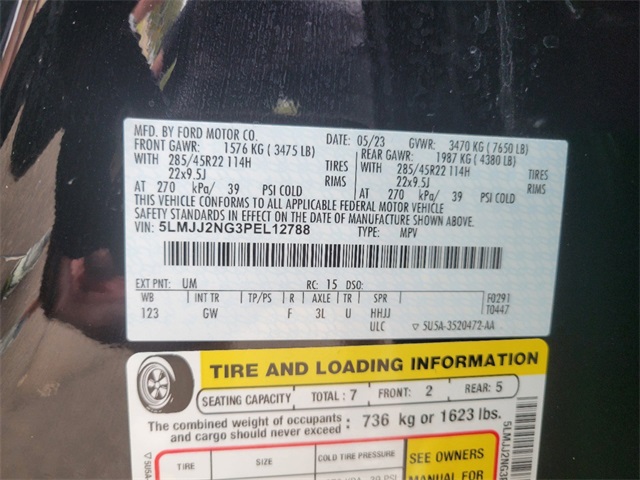 MFD. BY FORD MOTOR CO.
DATE: 05/23 GVWR: 3470 KG ( 7650 LB)
FRONT GAWR: 1576 KG ( 3475 LB) REAR GAWR: 1987 KG ( 4380 LB)
WITH 285/45R22 114H TIRES WITH 285/45R22 114H TIRES
22x9.5J RIMS 22x9.5J RIMS
AT 270 kPa/ 39 PSI COLD AT 270 kPa/ 39 PSI COLD
THIS VEHICLE CONFORMS TO ALL APPLICABLE FEDERAL MOTOR VEHICLE
SAFETY STANDARDS IN EFFECT ON THE DATE OF MANUFACTURE SHOWN ABOVE.
VIN: 5LMJJ2NG3PEL12788 TYPE: MPV
EXT PNT: UM RC: 15 DSO:
WB INT TR TP/PS R AXLE TR SPR F0291
123 GW F 3L U HHJJ T0447
ULC ▽ 5U5A-3520472-AA
TIRE AND LOADING INFORMATION
SEATING CAPACITY TOTAL : 7 FRONT: 2 REAR: 5
The combined weight of occupants and cargo should never exceed : 736 kg or 1623 lbs.
TIRE SIZE COLD TIRE PRESSURE SEE OWNERS
MANUAL FOR
5LMJJ2NG3P